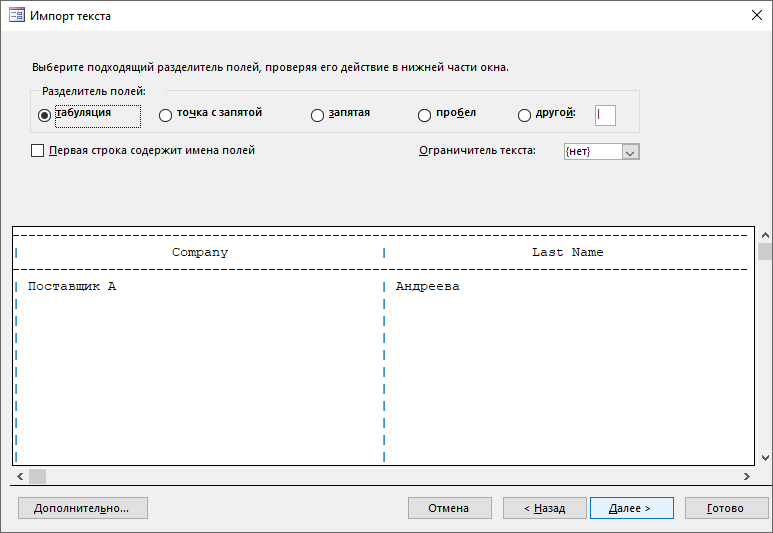 Импорт текста
Выберите подходящий разделитель полей, проверяя его действие в нижней части окна.
Разделитель полей:
табуляция точка с запятой запятая пробел другой: |
Первая строка содержит имена полей Ограничитель текста: {нет}
Company Last Name
Поставщик A Андреева
Дополнительно... Отмена < Назад Далее > Готово